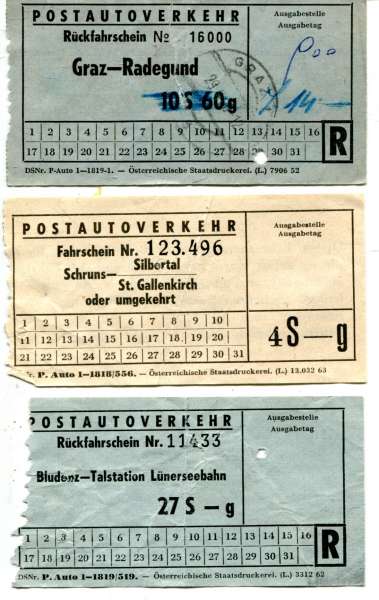 POSTAUTOVERKEHR
Ausgabestelle
Ausgabetag
Rückfahrschein № 16000
Graz—Radegund
GRAZ
10 S 60 g
14.—
1 2 3 4 5 6 7 8 9 10 11 12 13 14 15 16
17 18 19 20 21 22 23 24 25 26 27 28 29 30 31
R
DSNr. P-Auto 1—1819-1. — Österreichische Staatsdruckerei. (L.) 7906 52
POSTAUTOVERKEHR
Ausgabestelle
Ausgabetag
Fahrschein Nr. 123.496
Schruns— Silbertal
St. Gallenkirch
oder umgekehrt
1 2 3 4 5 6 7 8 9 10
11 12 13 14 15 16 17 18 19 20
21 22 23 24 25 26 27 28 29 30 31
4 S — g
Nr. P. Auto 1—1818/556. — Österreichische Staatsdruckerei. (L.) 13.032 63
POSTAUTOVERKEHR
Ausgabestelle
Ausgabetag
Rückfahrschein Nr. 11433
Bludenz—Talstation Lünerseebahn
27 S — g
1 2 3 4 5 6 7 8 9 10 11 12 13 14 15 16
17 18 19 20 21 22 23 24 25 26 27 28 29 30 31
R
DSNr. P. Auto 1—1819/519. — Österreichische Staatsdruckerei. (L.) 3312 62